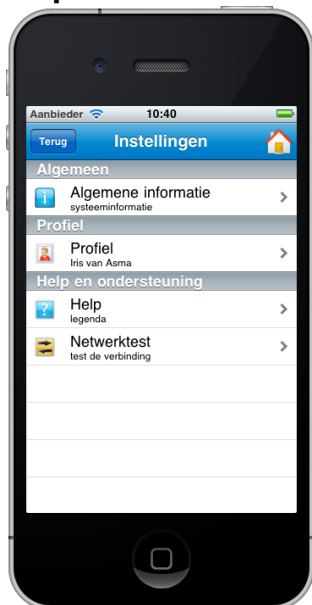 Aanbieder 10:40
Terug Instellingen
Algemeen
Algemene informatie
systeeminformatie
Profiel
Profiel
Iris van Asma
Help en ondersteuning
Help
legenda
Netwerktest
test de verbinding